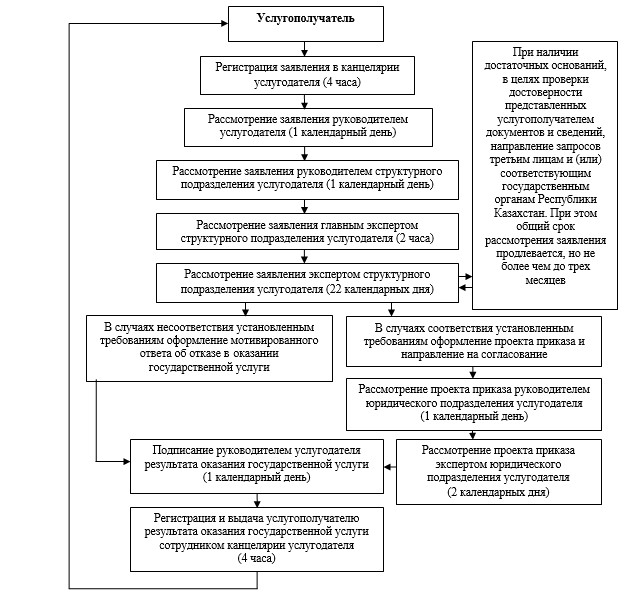 Услугополучатель
Регистрация заявления в канцелярии
услугодателя (4 часа)
Рассмотрение заявления руководителем
услугодателя (1 календарный день)
Рассмотрение заявления руководителем структурного
подразделения услугодателя (1 календарный день)
Рассмотрение заявления главным экспертом
структурного подразделения услугодателя (2 часа)
Рассмотрение заявления экспертом структурного
подразделения услугодателя (22 календарных дня)
При наличии
достаточных оснований,
в целях проверки
достоверности
представленных
услугополучателем
документов и сведений,
направление запросов
третьим лицам и (или)
соответствующим
государственным
органам Республики
Казахстан. При этом
общий срок
рассмотрения заявления
продлевается, но не
более чем до трех
месяцев
В случаях несоответствия установленным
требованиям оформление мотивированного
ответа об отказе в оказании
государственной услуги
В случаях соответствия установленным
требованиям оформление проекта приказа и
направление на согласование
Рассмотрение проекта приказа руководителем
юридического подразделения услугодателя
(1 календарный день)
Рассмотрение проекта приказа
экспертом юридического
подразделения услугодателя
(2 календарных дня)
Подписание руководителем услугодателя
результата оказания государственной услуги
(1 календарный день)
Регистрация и выдача услугополучателю
результата оказания государственной услуги
сотрудником канцелярии услугодателя
(4 часа)